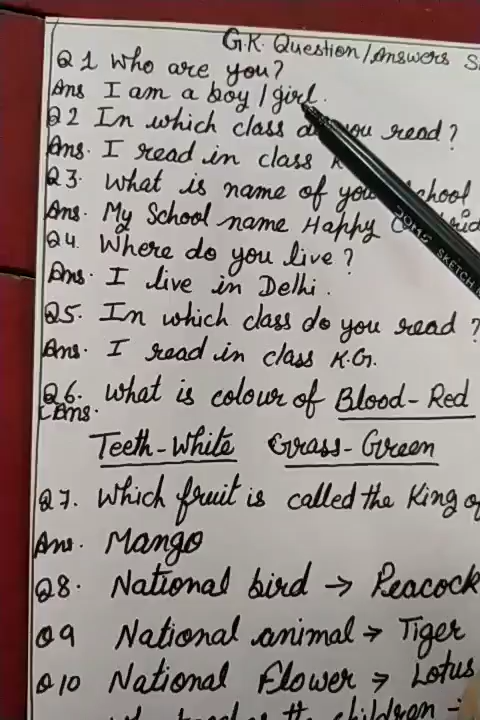 G.K. Question/Answers
Q1 Who are you?
Ans I am a boy/girl.
Q2 In which class do you read?
Ans. I read in class K
Q3. What is name of your School
Ans. My School name Happy
Q4. Where do you live?
Ans. I live in Delhi.
Q5. In which class do you read?
Ans. I read in class K.G.
Q6. What is colour of Blood-Red
Ans.
Teeth-White Grass-Green
Q7. Which fruit is called the King of
Ans. Mango
Q8. National bird → Peacock
Q9 National animal → Tiger
Q10 National Flower → Lotus
children